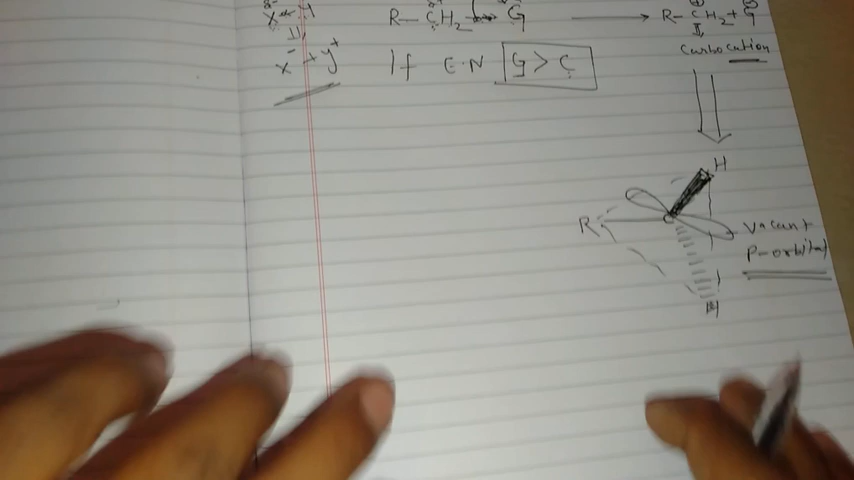 R-CH₂-G → R-CH₂+G
Carbocation
x⁻ + y⁺
If E.N G>C
H
R C
Vacant
P-orbital
H